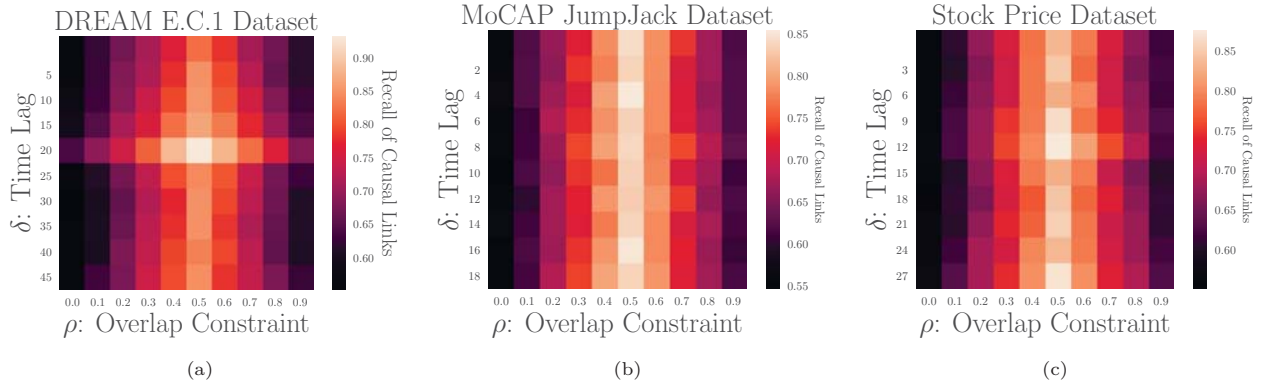 DREAM E.C.1 Dataset
5
10
15
20
25
30
35
40
45
δ: Time Lag
0.0 0.1 0.2 0.3 0.4 0.5 0.6 0.7 0.8 0.9
ρ: Overlap Constraint
0.90
0.85
0.80
0.75
0.70
0.65
0.60
Recall of Causal Links
(a)
MoCAP JumpJack Dataset
2
4
6
8
10
12
14
16
18
δ: Time Lag
0.0 0.1 0.2 0.3 0.4 0.5 0.6 0.7 0.8 0.9
ρ: Overlap Constraint
0.85
0.80
0.75
0.70
0.65
0.60
0.55
Recall of Causal Links
(b)
Stock Price Dataset
3
6
9
12
15
18
21
24
27
δ: Time Lag
0.0 0.1 0.2 0.3 0.4 0.5 0.6 0.7 0.8 0.9
ρ: Overlap Constraint
0.85
0.80
0.75
0.70
0.65
0.60
Recall of Causal Links
(c)